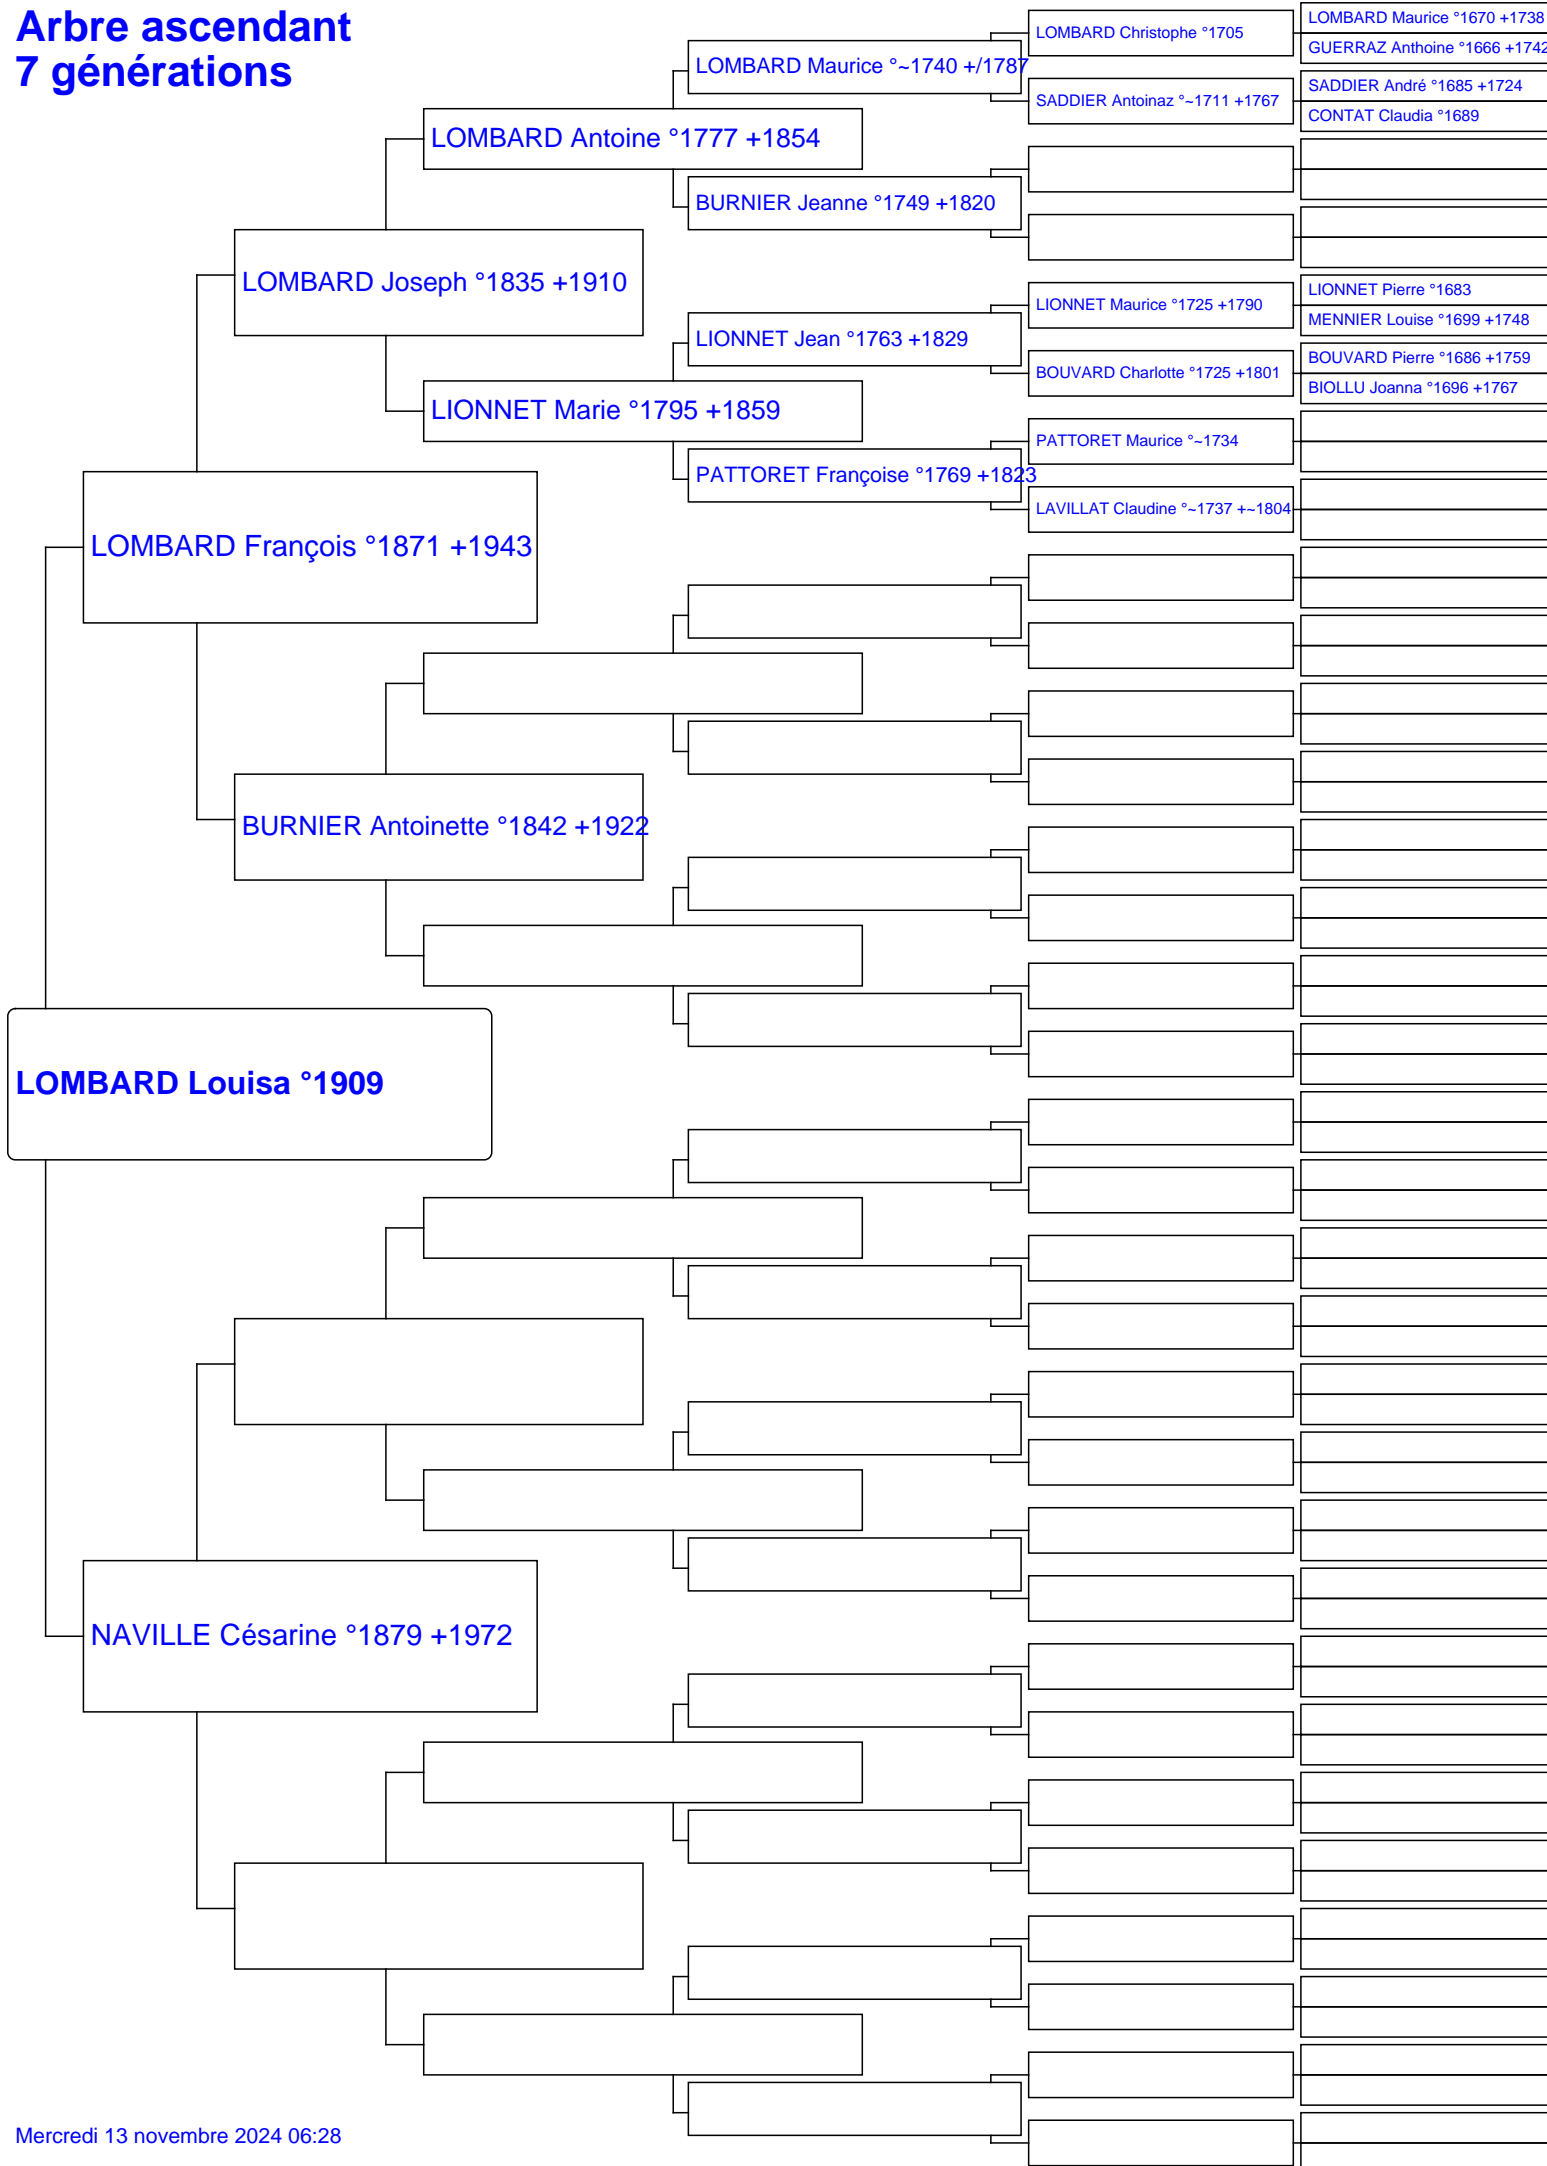 Arbre ascendant
7 générations
LOMBARD Louisa °1909
LOMBARD François °1871 +1943
NAVILLE Césarine °1879 +1972
LOMBARD Joseph °1835 +1910
BURNIER Antoinette °1842 +1922
LOMBARD Antoine °1777 +1854
LIONNET Marie °1795 +1859
LOMBARD Maurice °~1740 +/1787
BURNIER Jeanne °1749 +1820
LIONNET Jean °1763 +1829
PATTORET Françoise °1769 +1823
LOMBARD Christophe °1705
SADDIER Antoinaz °~1711 +1767
LIONNET Maurice °1725 +1790
BOUVARD Charlotte °1725 +1801
PATTORET Maurice °~1734
LAVILLAT Claudine °~1737 +~1804
LOMBARD Maurice °1670 +1738
GUERRAZ Anthoine °1666 +1742
SADDIER André °1685 +1724
CONTAT Claudia °1689
LIONNET Pierre °1683
MENNIER Louise °1699 +1748
BOUVARD Pierre °1686 +1759
BIOLLU Joanna °1696 +1767
Mercredi 13 novembre 2024 06:28